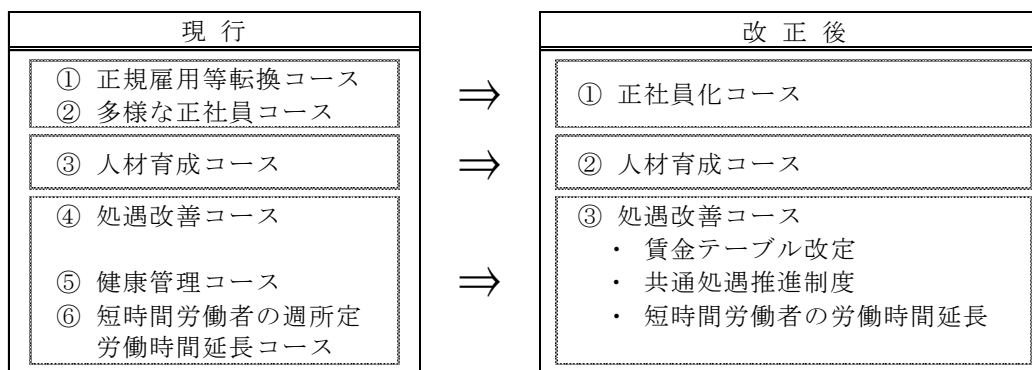 現 行
① 正規雇用等転換コース
② 多様な正社員コース
③ 人材育成コース
④ 処遇改善コース
⑤ 健康管理コース
⑥ 短時間労働者の週所定
労働時間延長コース
⇒
⇒
⇒
改 正 後
① 正社員化コース
② 人材育成コース
③ 処遇改善コース
・ 賃金テーブル改定
・ 共通処遇推進制度
・ 短時間労働者の労働時間延長